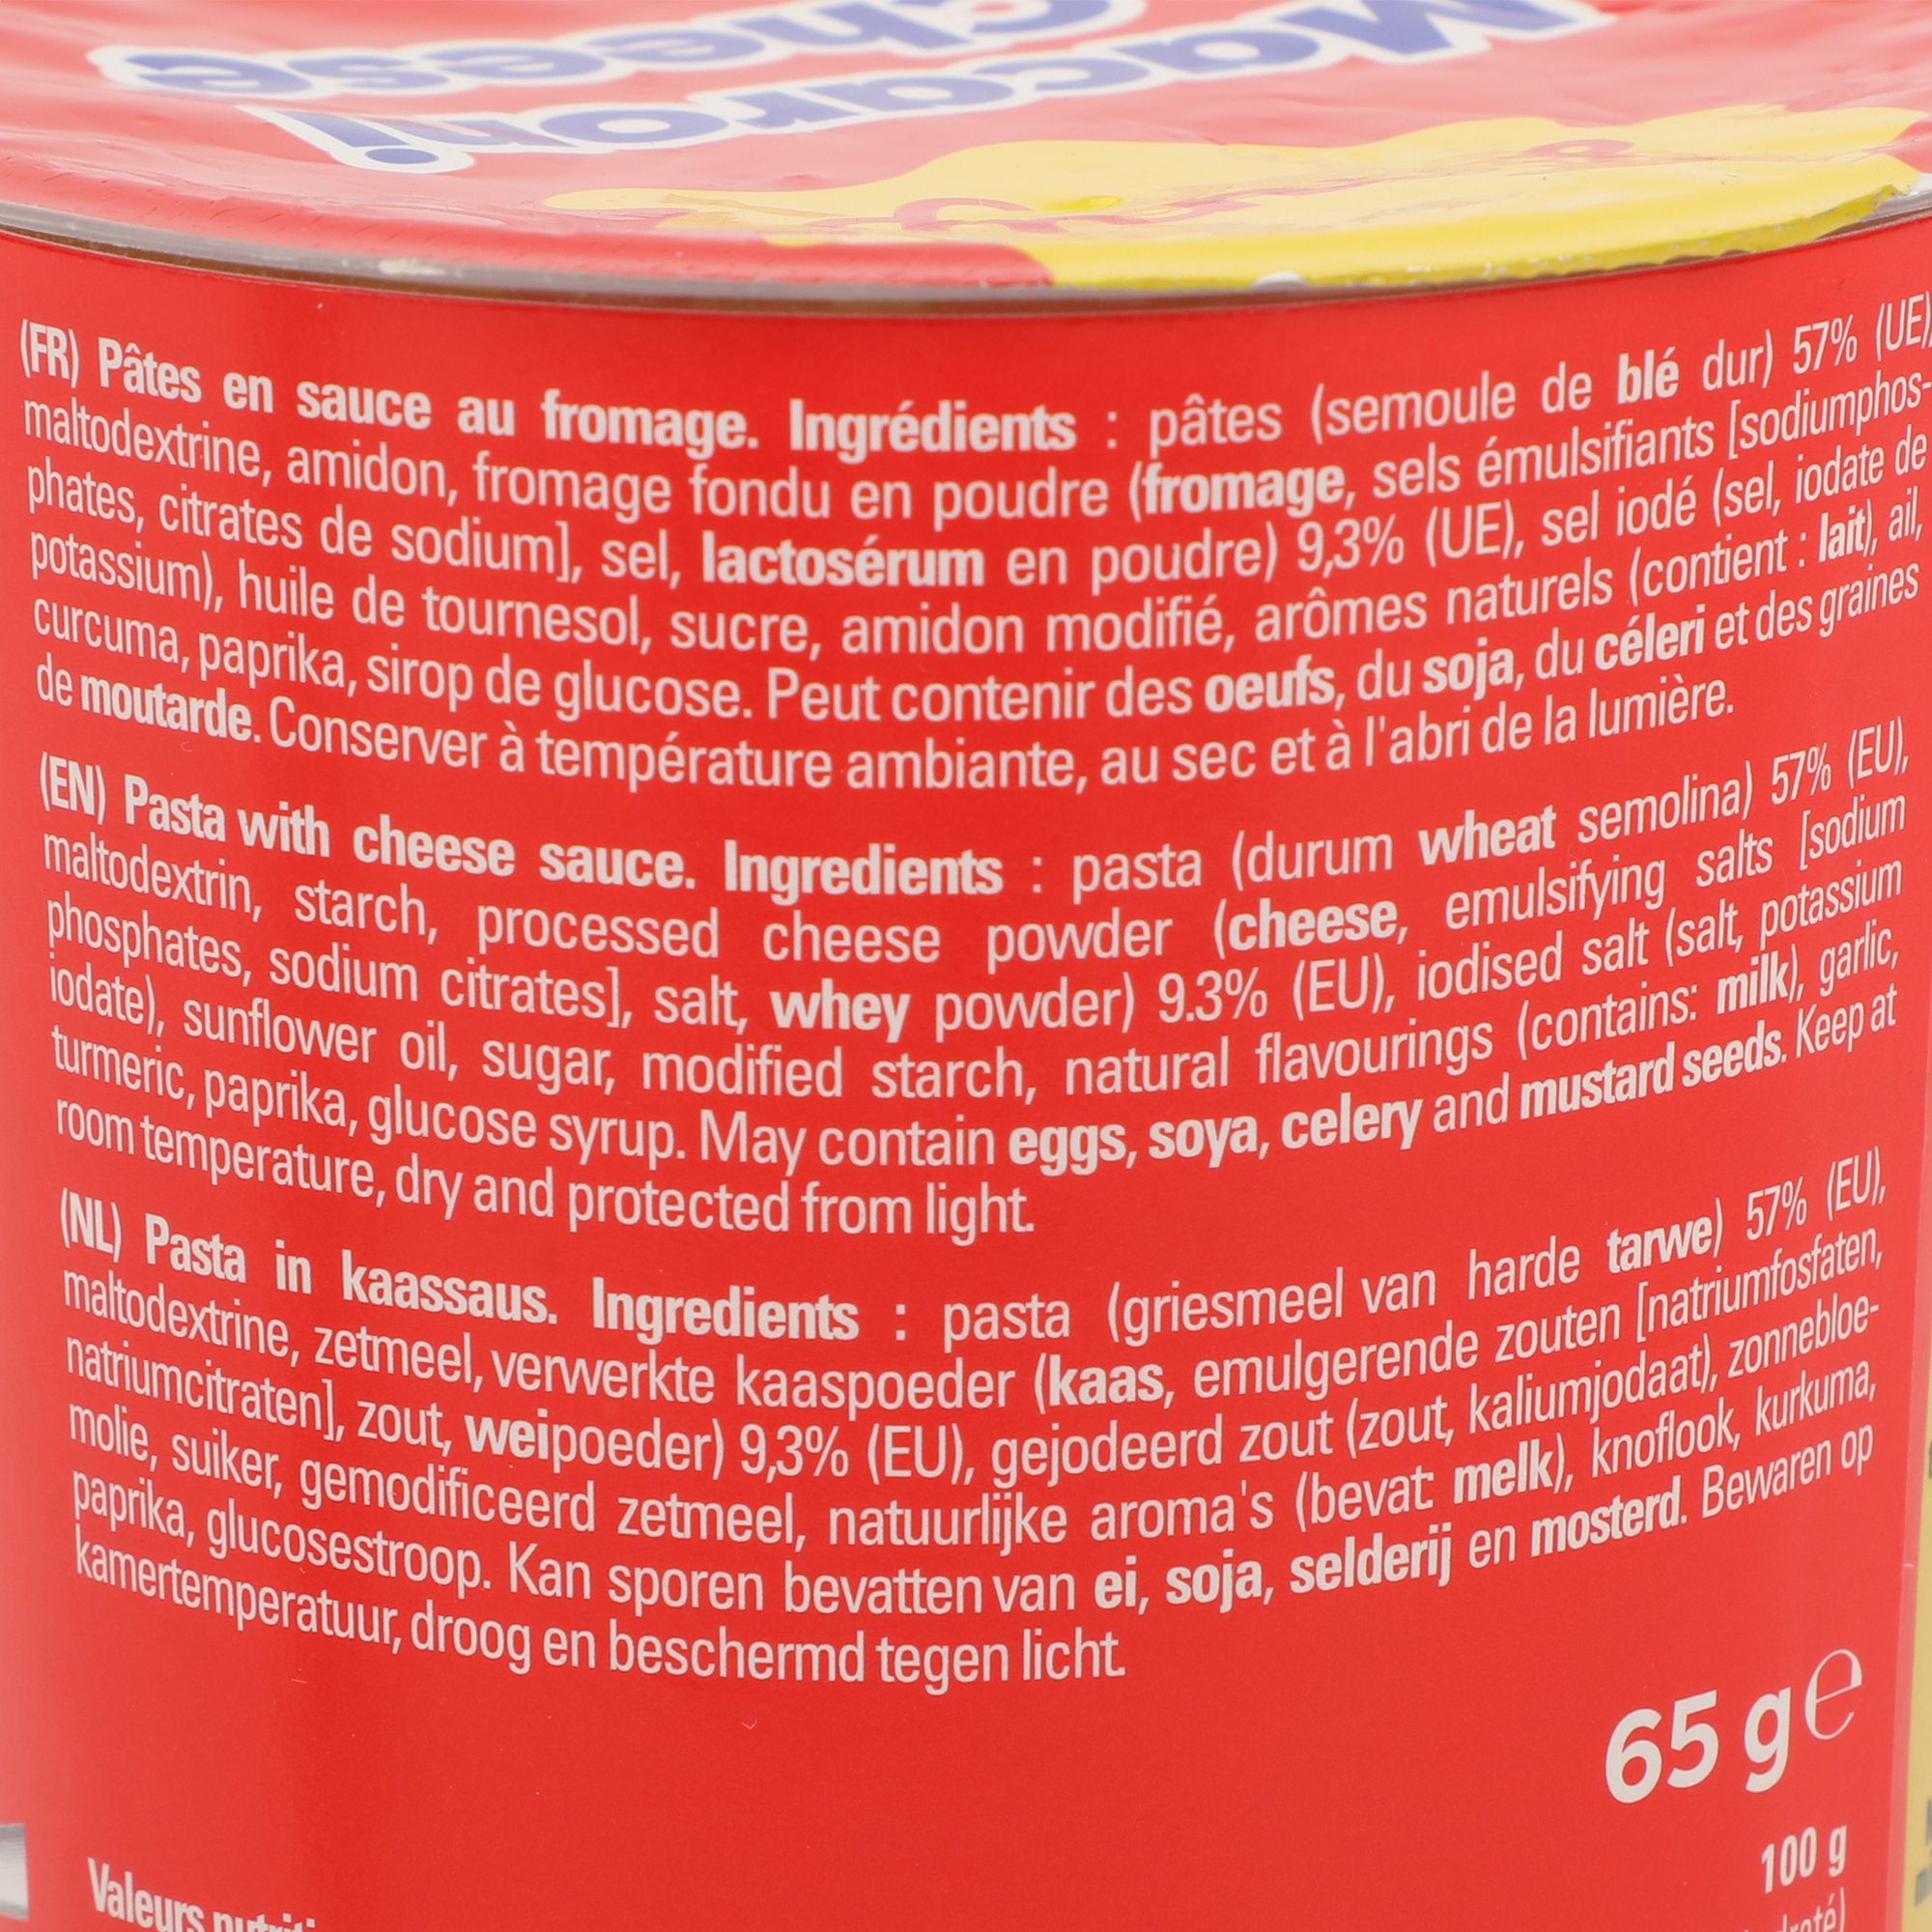 Macaroni
cheese
(FR) Pâtes en sauce au fromage. Ingrédients : pâtes (semoule de blé dur) 57% (UE),
maltodextrine, amidon, fromage fondu en poudre (fromage, sels émulsifiants [sodiumphos-
phates, citrates de sodium], sel, lactosérum en poudre) 9,3% (UE), sel iodé (sel, iodate de
potassium), huile de tournesol, sucre, amidon modifié, arômes naturels (contient : lait), ail,
curcuma, paprika, sirop de glucose. Peut contenir des oeufs, du soja, du céleri et des graines
de moutarde. Conserver à température ambiante, au sec et à l'abri de la lumière.
(EN) Pasta with cheese sauce. Ingredients : pasta (durum wheat semolina) 57% (EU),
maltodextrin, starch, processed cheese powder (cheese, emulsifying salts [sodium
phosphates, sodium citrates], salt, whey powder) 9.3% (EU), iodised salt (salt, potassium
iodate), sunflower oil, sugar, modified starch, natural flavourings (contains: milk), garlic,
turmeric, paprika, glucose syrup. May contain eggs, soya, celery and mustard seeds. Keep at
room temperature, dry and protected from light.
(NL) Pasta in kaassaus. Ingredients : pasta (griesmeel van harde tarwe) 57% (EU),
maltodextrine, zetmeel, verwerkte kaaspoeder (kaas, emulgerende zouten [natriumfosfaten,
natriumcitraten], zout, weipoeder) 9,3% (EU), gejodeerd zout (zout, kaliumjodaat), zonnebloe-
molie, suiker, gemodificeerd zetmeel, natuurlijke aroma's (bevat: melk), knoflook, kurkuma,
paprika, glucosestroop. Kan sporen bevatten van ei, soja, selderij en mosterd. Bewaren op
kamertemperatuur, droog en beschermd tegen licht.
65 g e
100 g
Valeurs